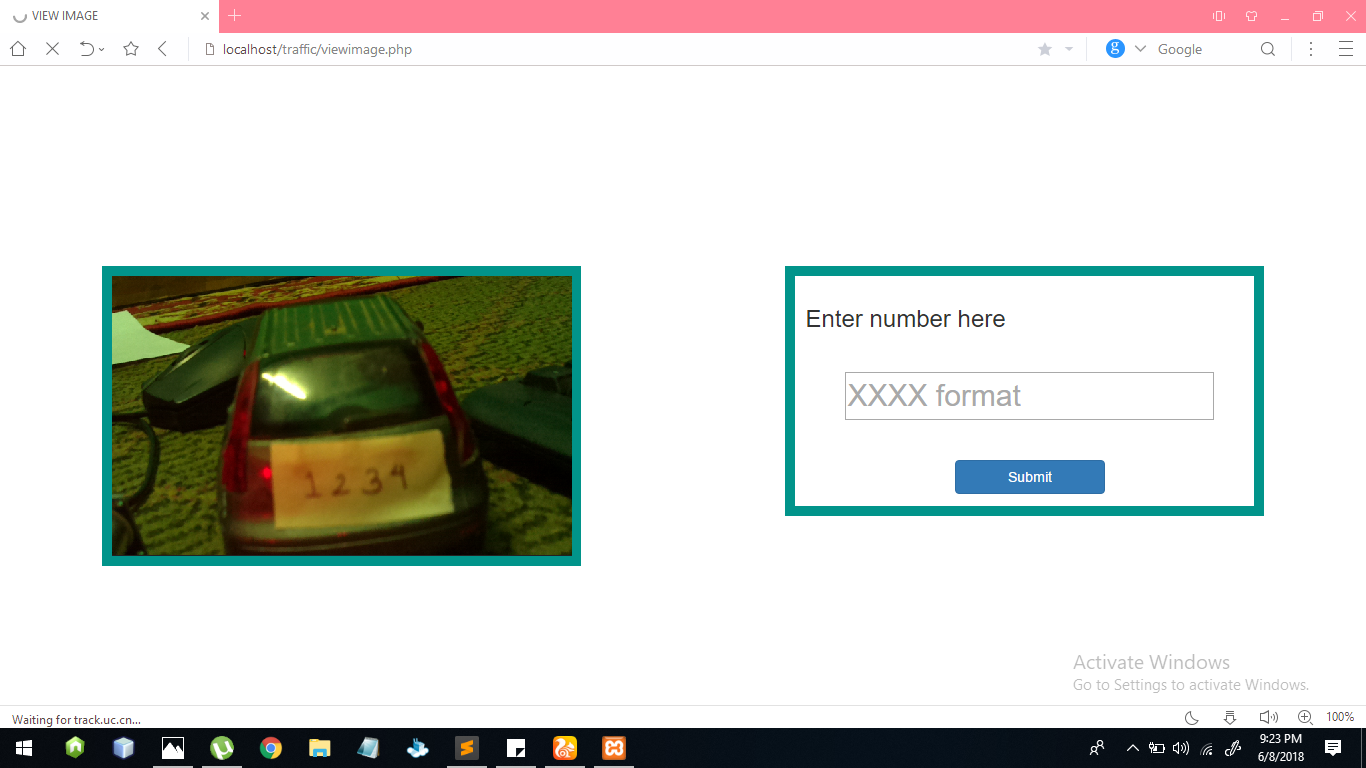 VIEW IMAGE
localhost/traffic/viewimage.php
g
Google
1234
Enter number here
XXXX format
Submit
Activate Windows
Go to Settings to activate Windows.
Waiting for track.uc.cn...
100%
9:23 PM
6/8/2018